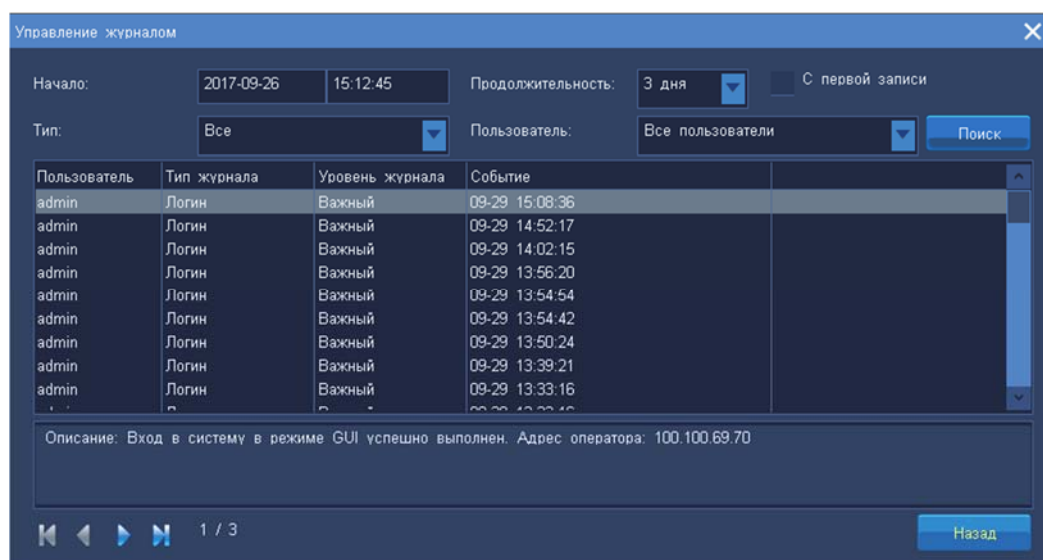 Управление журналом
Начало: 2017-09-26 15:12:45 Продолжительность: 3 дня С первой записи
Тип: Все Пользователь: Все пользователи Поиск
Пользователь Тип журнала Уровень журнала Событие
admin Логин Важный 09-29 15:08:36
admin Логин Важный 09-29 14:52:17
admin Логин Важный 09-29 14:02:15
admin Логин Важный 09-29 13:56:20
admin Логин Важный 09-29 13:54:54
admin Логин Важный 09-29 13:54:42
admin Логин Важный 09-29 13:50:24
admin Логин Важный 09-29 13:39:21
admin Логин Важный 09-29 13:33:16
Описание: Вход в систему в режиме GUI успешно выполнен. Адрес оператора: 100.100.69.70
1 / 3 Назад